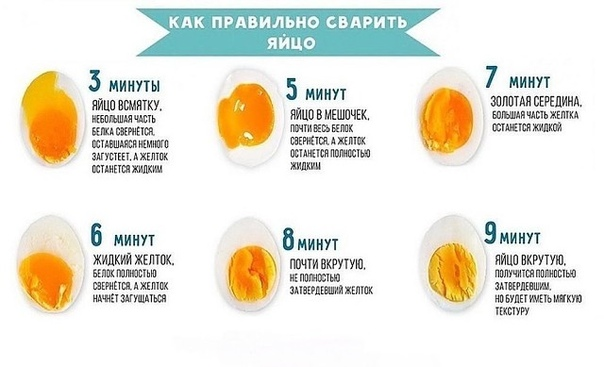 КАК ПРАВИЛЬНО СВАРИТЬ
ЯЙЦО
3 МИНУТЫ
ЯЙЦО ВСМЯТКУ,
НЕБОЛЬШАЯ ЧАСТЬ
БЕЛКА СВЕРНЁТСЯ,
ОСТАВШАЯСЯ НЕМНОГО
ЗАГУСТЕЕТ, А ЖЕЛТОК
ОСТАНЕТСЯ ЖИДКИМ
5 МИНУТ
ЯЙЦО В МЕШОЧЕК,
ПОЧТИ ВЕСЬ БЕЛОК
СВЕРНЁТСЯ, А ЖЕЛТОК
ОСТАНЕТСЯ ПОЛНОСТЬЮ
ЖИДКИМ
7 МИНУТ
ЗОЛОТАЯ СЕРЕДИНА,
БОЛЬШАЯ ЧАСТЬ ЖЕЛТКА
ОСТАНЕТСЯ ЖИДКОЙ
6 МИНУТ
ЖИДКИЙ ЖЕЛТОК,
БЕЛОК ПОЛНОСТЬЮ
СВЕРНЁТСЯ, А ЖЕЛТОК
НАЧНЁТ ЗАГУЩАТЬСЯ
8 МИНУТ
ПОЧТИ ВКРУТУЮ,
НЕ ПОЛНОСТЬЮ
ЗАТВЕРДЕВШИЙ ЖЕЛТОК
9 МИНУТ
ЯЙЦО ВКРУТУЮ,
ПОЛУЧИТСЯ ПОЛНОСТЬЮ
ЗАТВЕРДЕВШИМ,
НО БУДЕТ ИМЕТЬ МЯГКУЮ
ТЕКСТУРУ